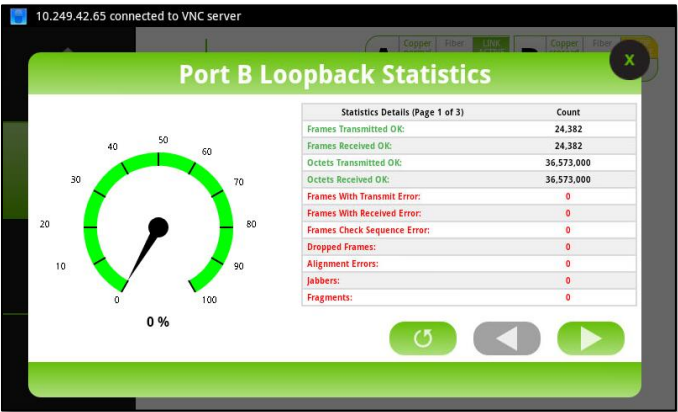 10.249.42.65 connected to VNC server
Copper Fiber LINK Copper Fiber
Port B Loopback Statistics
X
Statistics Details (Page 1 of 3) Count
Frames Transmitted OK: 24,382
Frames Received OK: 24,382
Octets Transmitted OK: 36,573,000
Octets Received OK: 36,573,000
Frames With Transmit Error: 0
Frames With Received Error: 0
Frames Check Sequence Error: 0
Dropped Frames: 0
Alignment Errors: 0
Jabbers: 0
Fragments: 0
50
40 60
30 70
20 80
10 90
0 100
0 %